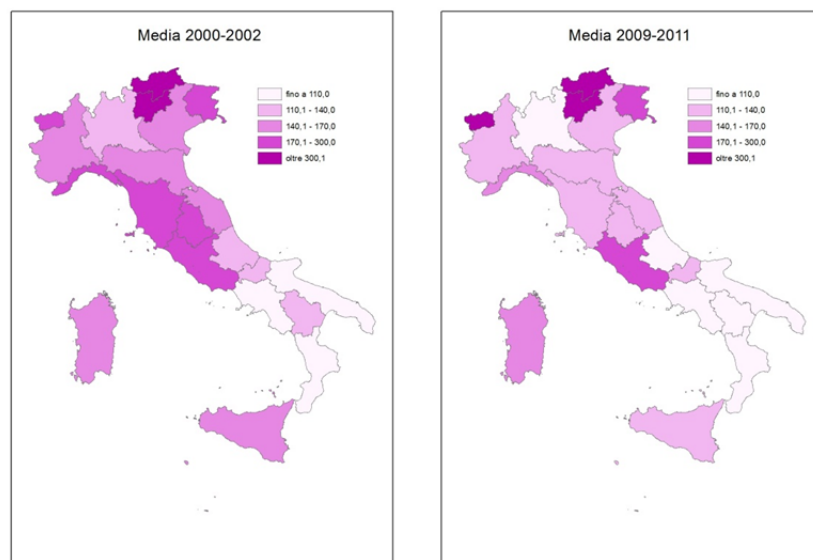 Media 2000-2002
fino a 110,0
110,1 - 140,0
140,1 - 170,0
170,1 - 300,0
oltre 300,1
Media 2009-2011
fino a 110,0
110,1 - 140,0
140,1 - 170,0
170,1 - 300,0
oltre 300,1